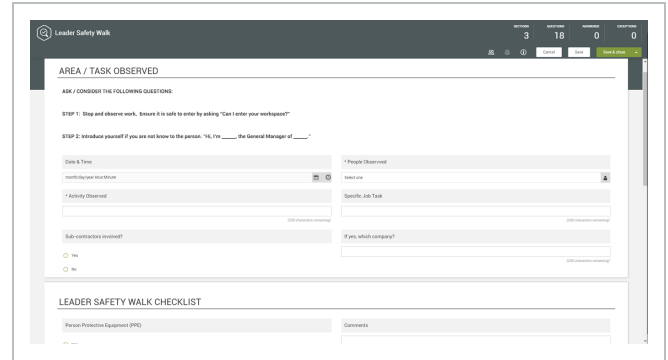 Leader Safety Walk
SECTIONS QUESTIONS ANSWERED EXCEPTIONS
3 18 0 0
Cancel Save Save & close
AREA / TASK OBSERVED
ASK / CONSIDER THE FOLLOWING QUESTIONS:
STEP 1: Stop and observe work. Ensure it is safe to enter by asking "Can I enter your workspace?"
STEP 2: Introduce yourself if you are not know to the person. "Hi, I'm _____, the General Manager of _____."
Date & Time * People Observed
month/day/year hour:Minute Select one
* Activity Observed Specific Job Task
(250 characters remaining) (250 characters remaining)
Sub-contractors involved? If yes, which company?
Yes
(250 characters remaining)
No
LEADER SAFETY WALK CHECKLIST
Person Protective Equipment (PPE) Comments